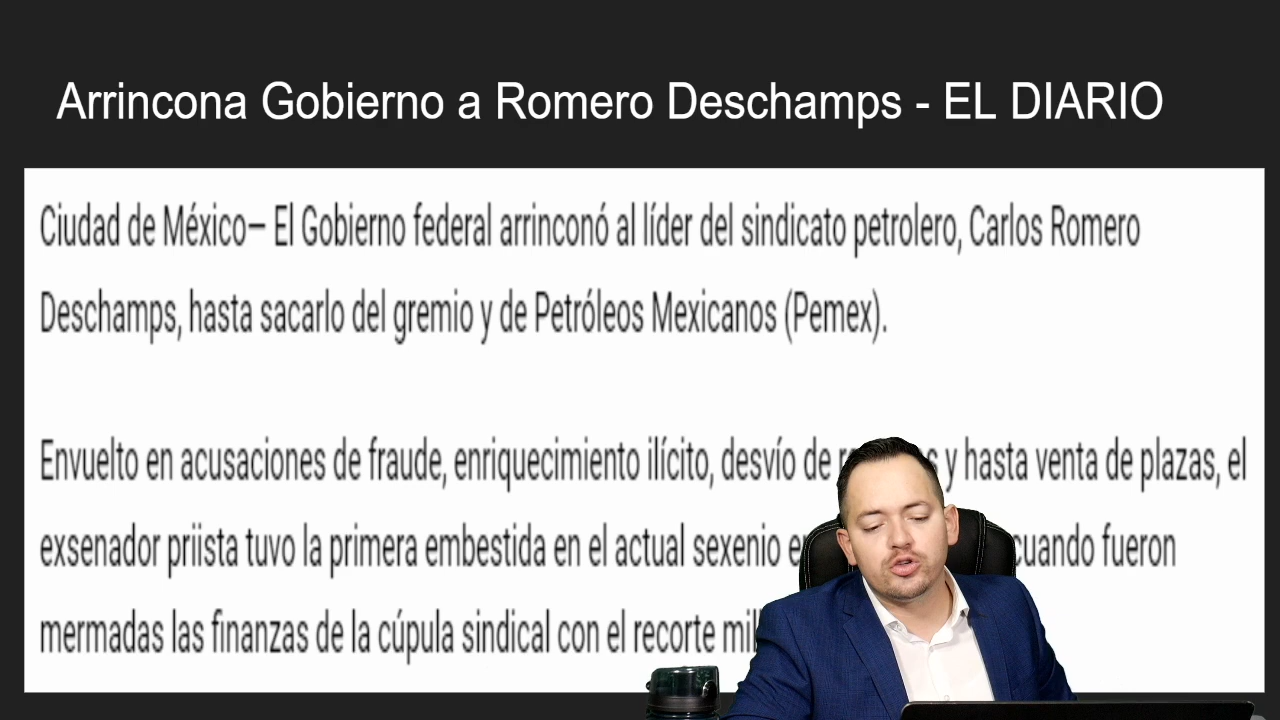 Arrincona Gobierno a Romero Deschamps - EL DIARIO
Ciudad de México— El Gobierno federal arrinconó al líder del sindicato petrolero, Carlos Romero
Deschamps, hasta sacarlo del gremio y de Petróleos Mexicanos (Pemex).
Envuelto en acusaciones de fraude, enriquecimiento ilícito, desvío de y hasta venta de plazas, el
exsenador priista tuvo la primera embestida en el actual sexenio cuando fueron
mermadas las finanzas de la cúpula sindical con el recorte